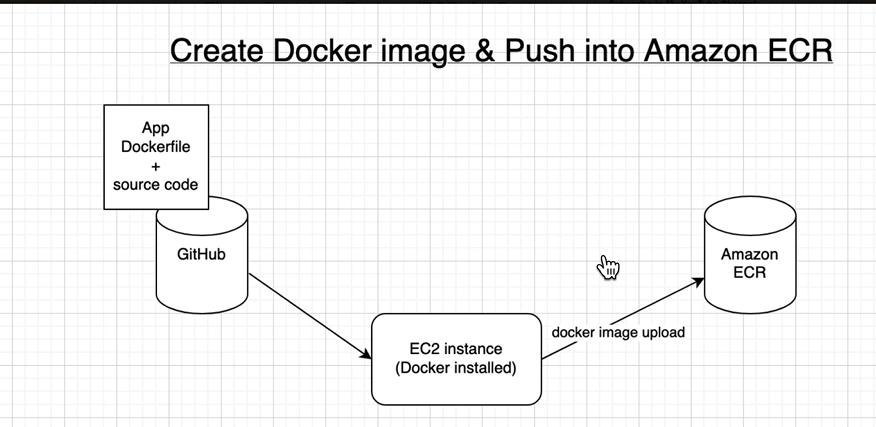 Create Docker image & Push into Amazon ECR
App
Dockerfile
+
source code
GitHub
Amazon
ECR
docker image upload
EC2 instance
(Docker installed)